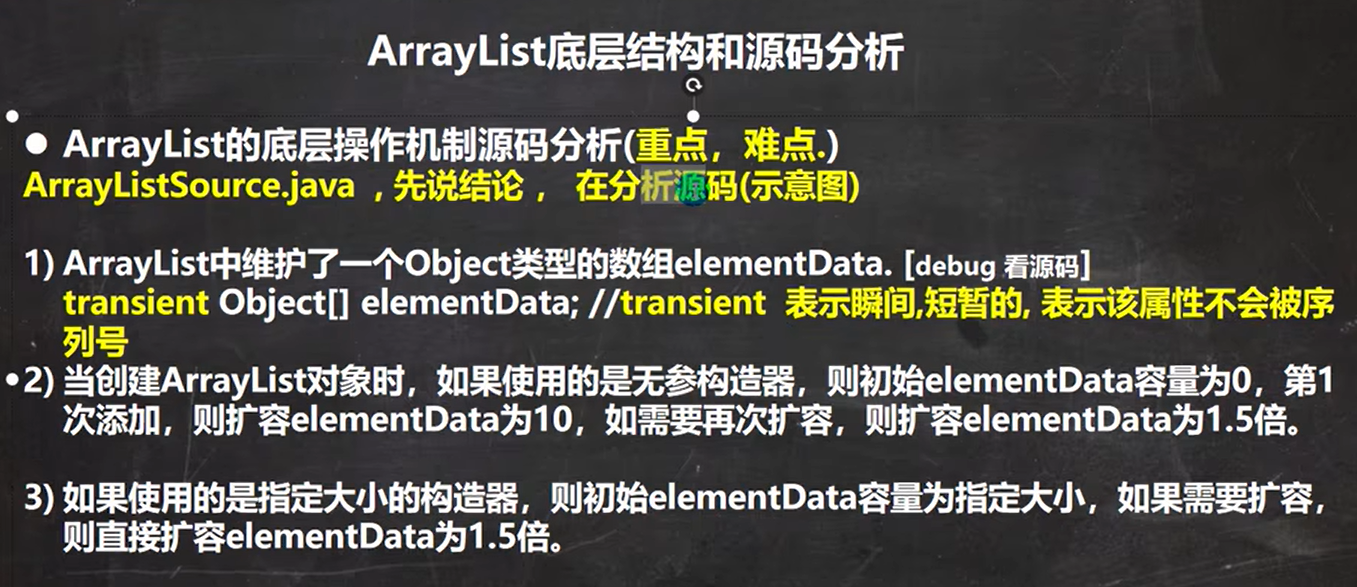 ArrayList底层结构和源码分析
● ArrayList的底层操作机制源码分析(重点，难点.)
ArrayListSource.java ，先说结论， 在分析源码(示意图)
1) ArrayList中维护了一个Object类型的数组elementData. [debug 看源码]
transient Object[] elementData; //transient 表示瞬间,短暂的, 表示该属性不会被序
列号
•2) 当创建ArrayList对象时，如果使用的是无参构造器，则初始elementData容量为0，第1
次添加，则扩容elementData为10，如需要再次扩容，则扩容elementData为1.5倍。
3) 如果使用的是指定大小的构造器，则初始elementData容量为指定大小，如果需要扩容，
则直接扩容elementData为1.5倍。